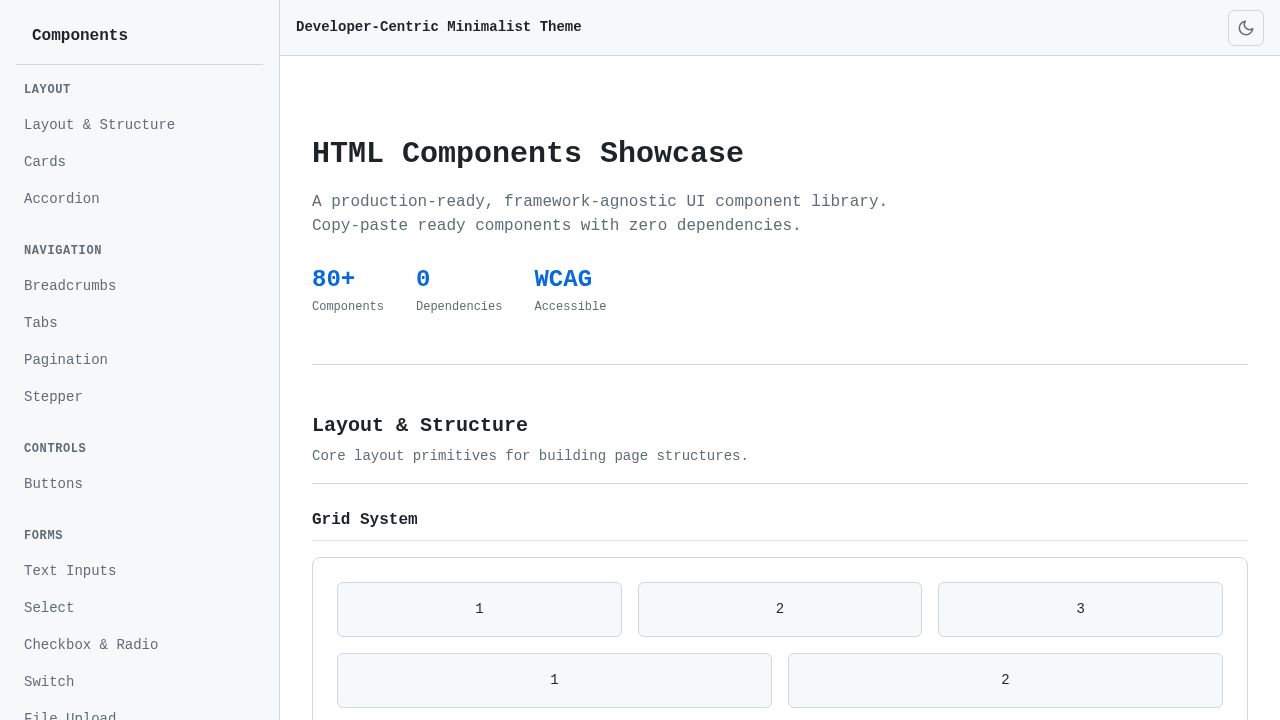 Components
LAYOUT
Layout & Structure
Cards
Accordion
NAVIGATION
Breadcrumbs
Tabs
Pagination
Stepper
CONTROLS
Buttons
FORMS
Text Inputs
Select
Checkbox & Radio
Switch
File Upload
Developer-Centric Minimalist Theme
HTML Components Showcase
A production-ready, framework-agnostic UI component library.
Copy-paste ready components with zero dependencies.
80+ 0 WCAG
Components Dependencies Accessible
Layout & Structure
Core layout primitives for building page structures.
Grid System
1 2 3
1 2